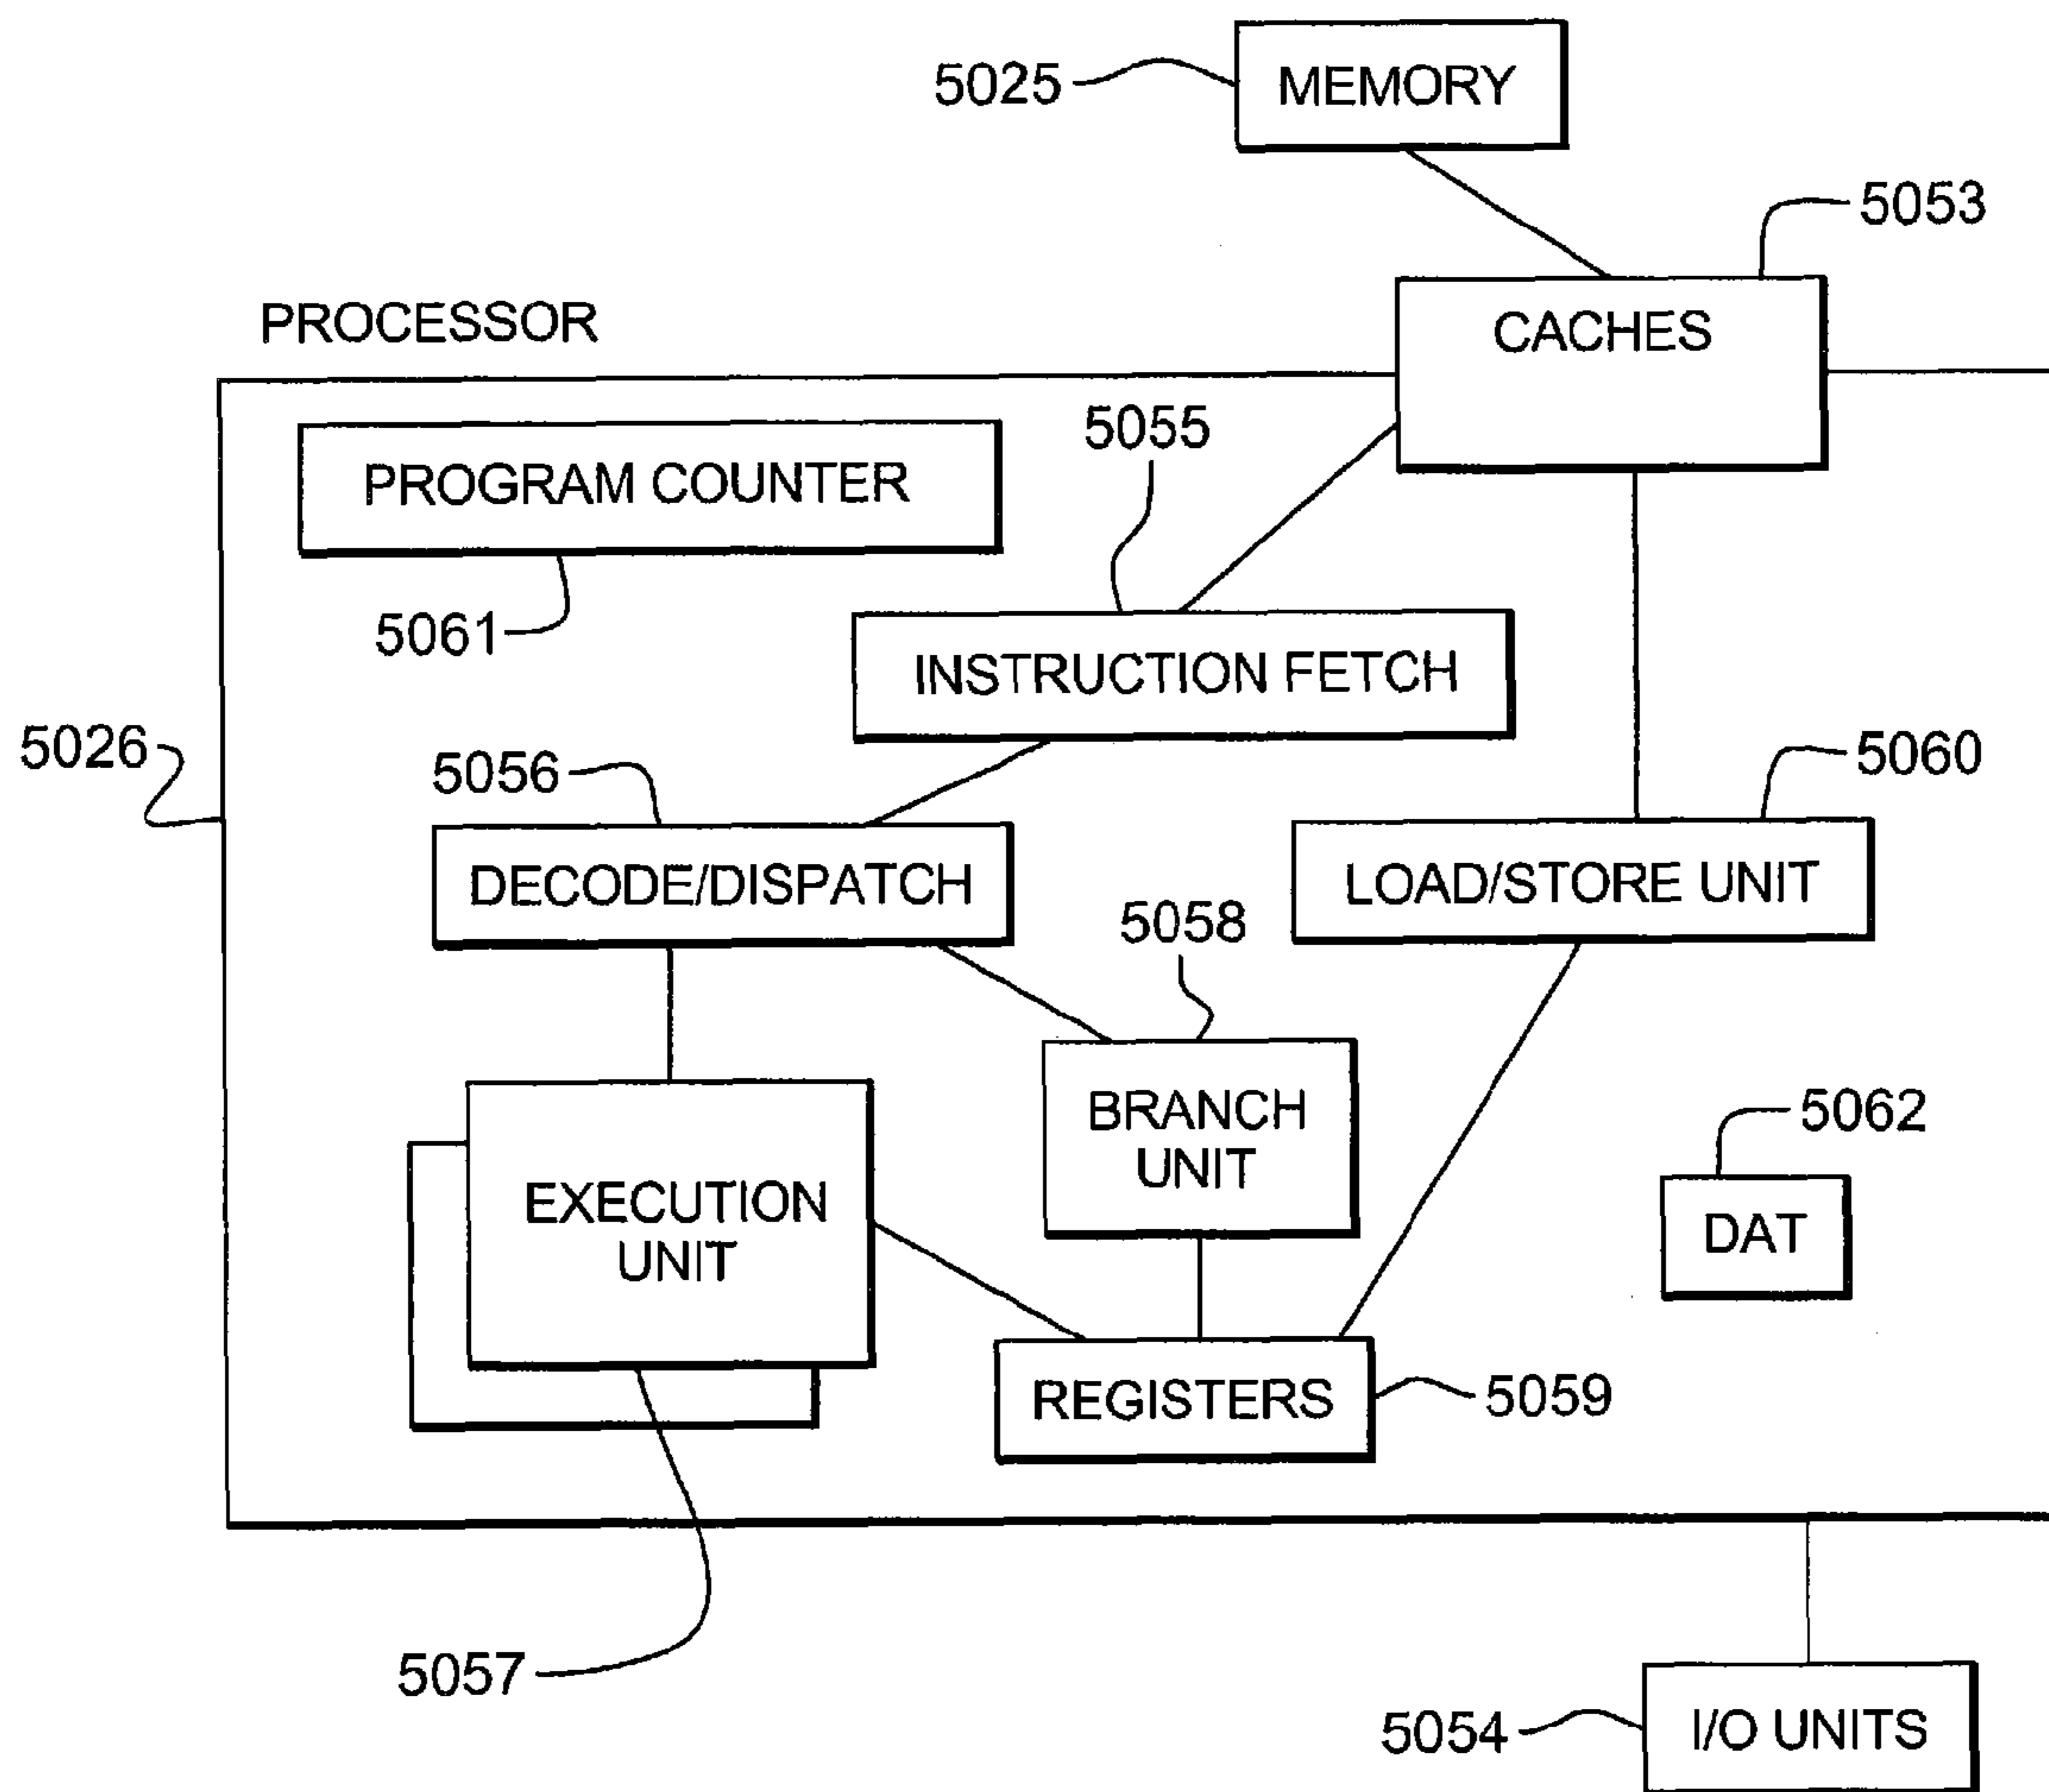 5025
MEMORY
5053
CACHES
PROCESSOR
5055
PROGRAM COUNTER
5061
INSTRUCTION FETCH
5026
5056
5060
DECODE/DISPATCH
LOAD/STORE UNIT
5058
BRANCH
UNIT
5062
EXECUTION
UNIT
DAT
REGISTERS
5059
5057
5054
I/O UNITS